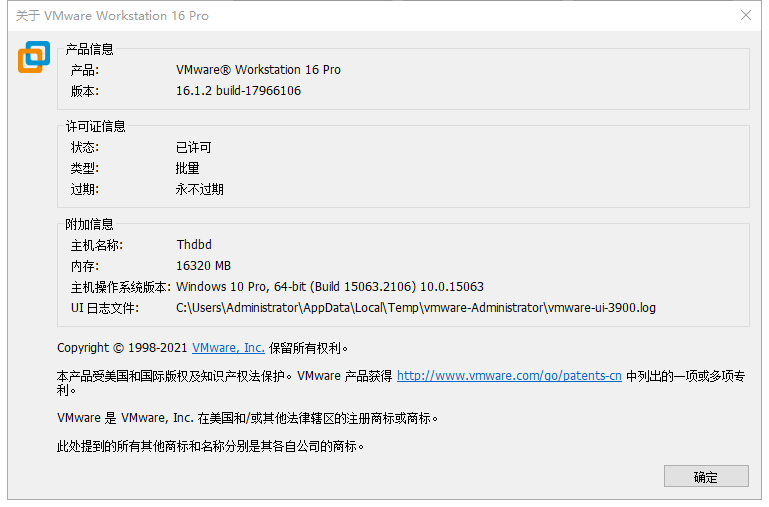 关于 VMware Workstation 16 Pro
产品信息
产品: VMware® Workstation 16 Pro
版本: 16.1.2 build-17966106
许可证信息
状态: 已许可
类型: 批量
过期: 永不过期
附加信息
主机名称: Thdbd
内存: 16320 MB
主机操作系统版本: Windows 10 Pro, 64-bit (Build 15063.2106) 10.0.15063
UI 日志文件: C:\Users\Administrator\AppData\Local\Temp\vmware-Administrator\vmware-ui-3900.log
Copyright © 1998-2021 VMware, Inc. 保留所有权利。
本产品受美国和国际版权及知识产权法保护。VMware 产品获得 http://www.vmware.com/go/patents-cn 中列出的一项或多项专
利。
VMware 是 VMware, Inc. 在美国和/或其他法律辖区的注册商标或商标。
此处提到的所有其他商标和名称分别是其各自公司的商标。
确定